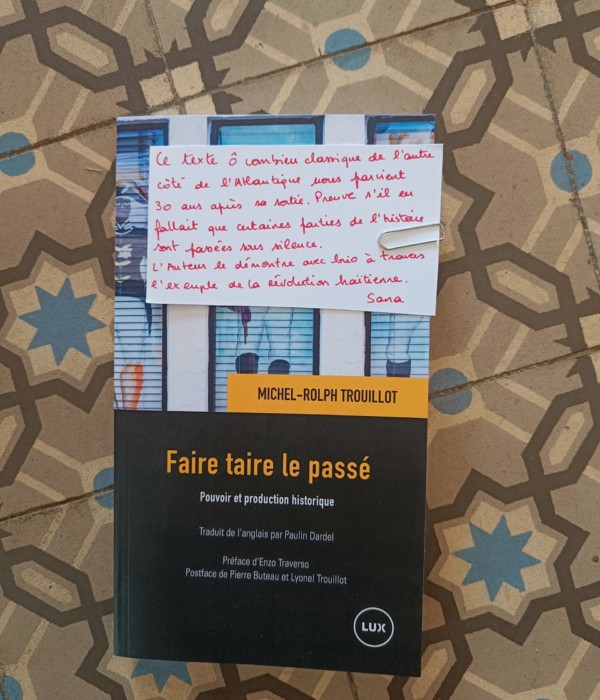 Ce texte ô combien classique de l'autre
côté de l'Atlantique nous parvient
30 ans après sa sortie. Preuve s'il en
fallait que certaines parties de l'histoire
sont passées sous silence.
L'Auteur le démontre avec brio à travers
l'exemple de la révolution haïtienne.
Sana
MICHEL-ROLPH TROUILLOT
Faire taire le passé
Pouvoir et production historique
Traduit de l'anglais par Paulin Dardel
Préface d'Enzo Traverso
Postface de Pierre Buteau et Lyonel Trouillot
LUX